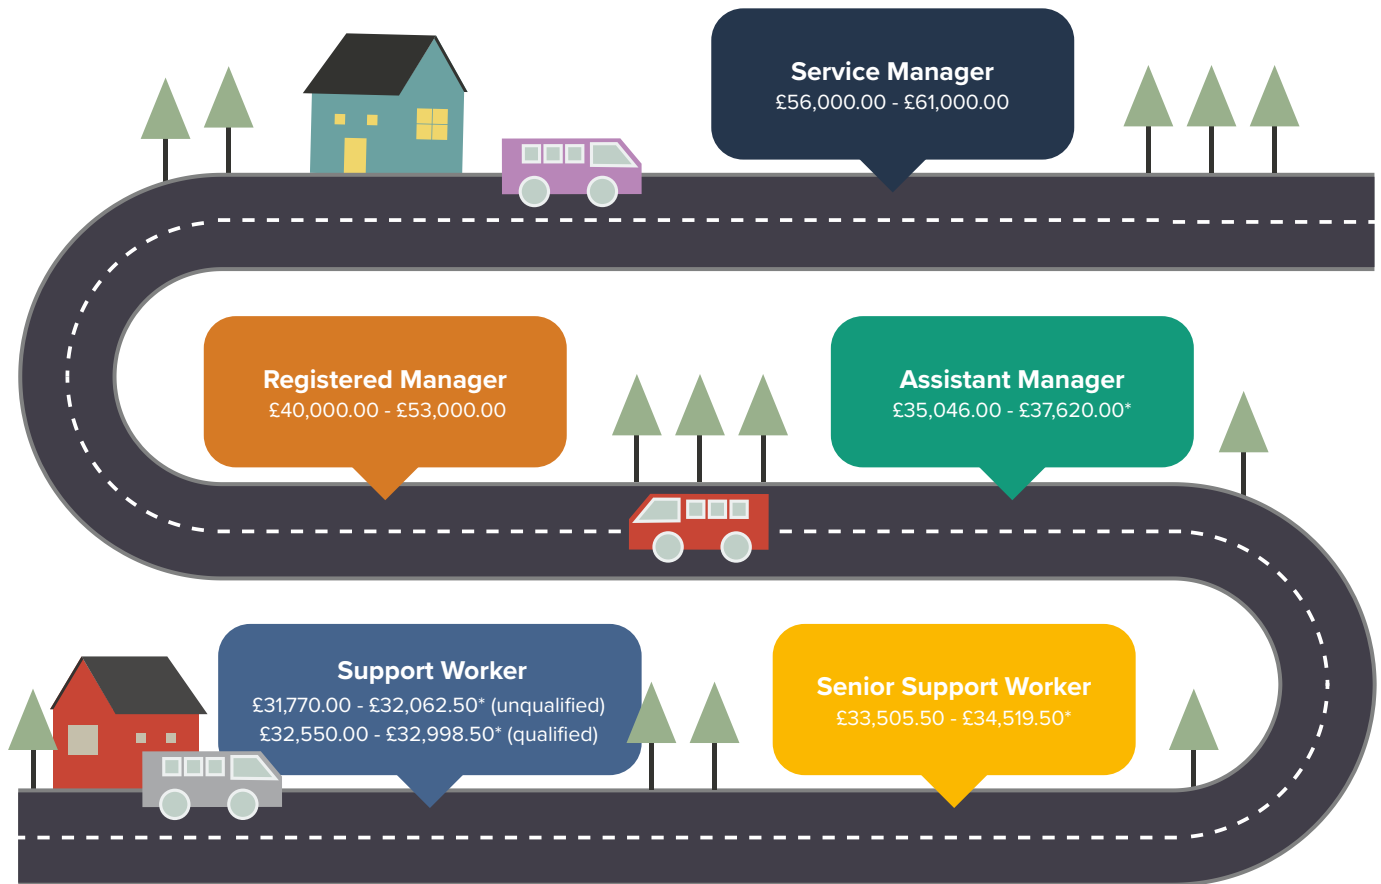 Service Manager
£56,000.00 - £61,000.00
Registered Manager
£40,000.00 - £53,000.00
Assistant Manager
£35,046.00 - £37,620.00*
Support Worker
£31,770.00 - £32,062.50* (unqualified)
£32,550.00 - £32,998.50* (qualified)
Senior Support Worker
£33,505.50 - £34,519.50*